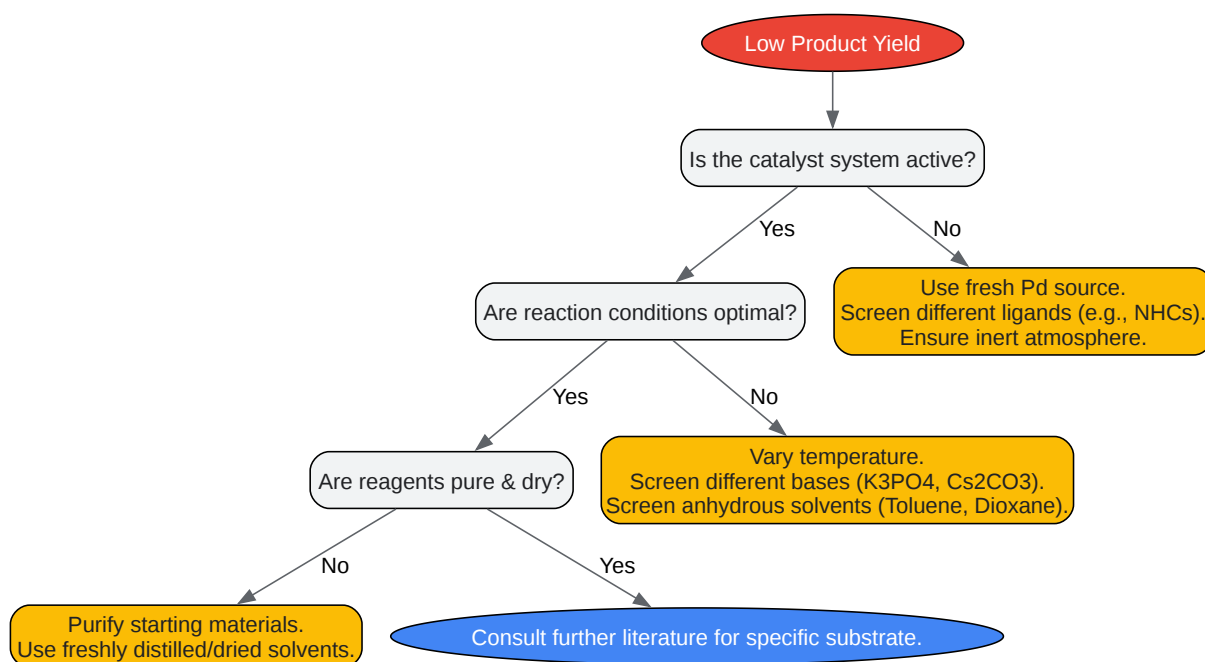 Low Product Yield
Is the catalyst system active?
Yes
No
Use fresh Pd source.
Screen different ligands (e.g., NHCs).
Ensure inert atmosphere.
Are reaction conditions optimal?
Yes
No
Vary temperature.
Screen different bases (K3PO4, Cs2CO3).
Screen anhydrous solvents (Toluene, Dioxane).
Are reagents pure & dry?
No
Yes
Purify starting materials.
Use freshly distilled/dried solvents.
Consult further literature for specific substrate.